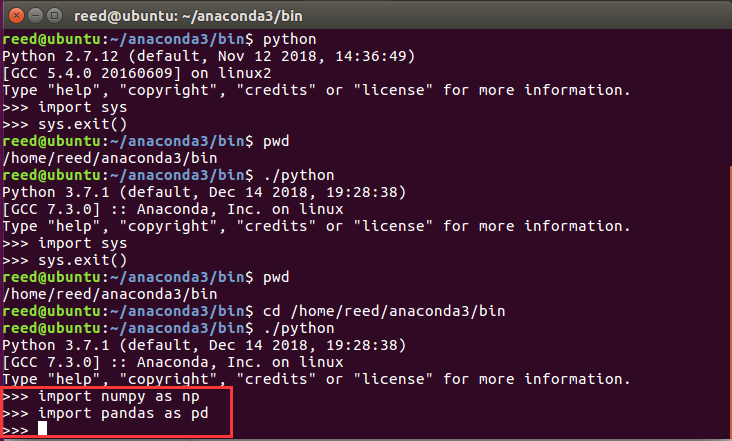 reed@ubuntu: ~/anaconda3/bin
reed@ubuntu:~/anaconda3/bin$ python
Python 2.7.12 (default, Nov 12 2018, 14:36:49)
[GCC 5.4.0 20160609] on linux2
Type "help", "copyright", "credits" or "license" for more information.
>>> import sys
>>> sys.exit()
reed@ubuntu:~/anaconda3/bin$ pwd
/home/reed/anaconda3/bin
reed@ubuntu:~/anaconda3/bin$ ./python
Python 3.7.1 (default, Dec 14 2018, 19:28:38)
[GCC 7.3.0] :: Anaconda, Inc. on linux
Type "help", "copyright", "credits" or "license" for more information.
>>> import sys
>>> sys.exit()
reed@ubuntu:~/anaconda3/bin$ pwd
/home/reed/anaconda3/bin
reed@ubuntu:~/anaconda3/bin$ cd /home/reed/anaconda3/bin
reed@ubuntu:~/anaconda3/bin$ ./python
Python 3.7.1 (default, Dec 14 2018, 19:28:38)
[GCC 7.3.0] :: Anaconda, Inc. on linux
Type "help", "copyright", "credits" or "license" for more information.
>>> import numpy as np
>>> import pandas as pd
>>>